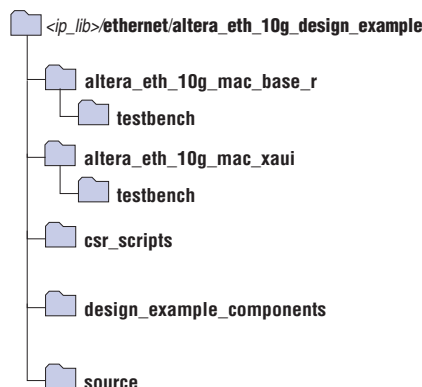 <ip_lib>/ethernet/altera_eth_10g_design_example
altera_eth_10g_mac_base_r
testbench
altera_eth_10g_mac_xaui
testbench
csr_scripts
design_example_components
source